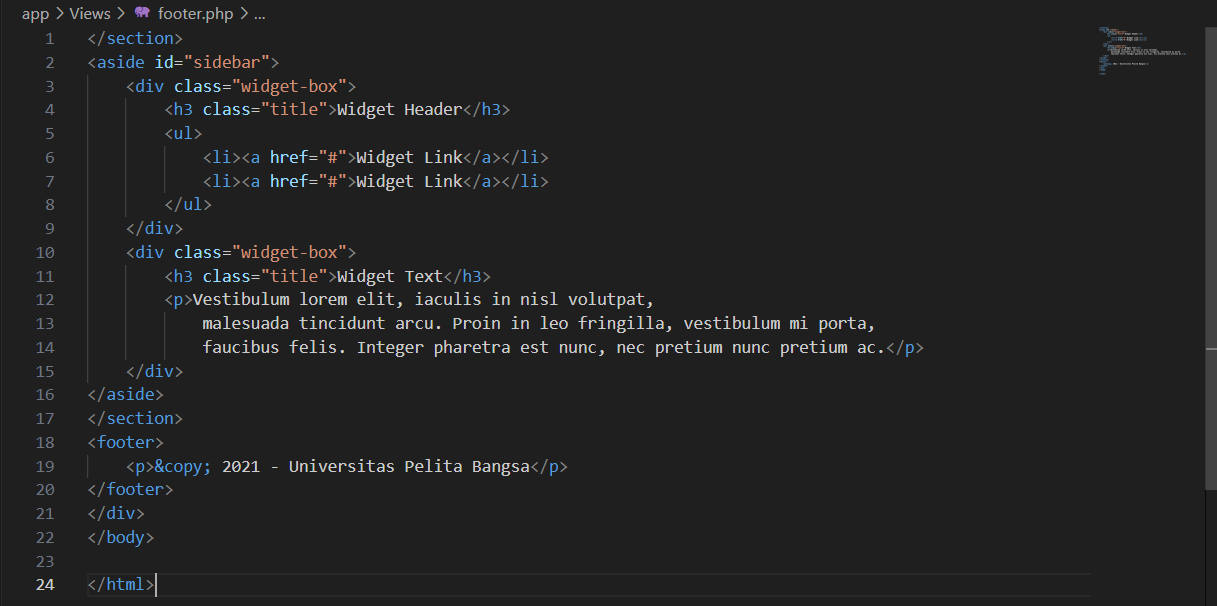 app > Views > footer.php > ...
1 </section>
2 <aside id="sidebar">
3     <div class="widget-box">
4         <h3 class="title">Widget Header</h3>
5         <ul>
6             <li><a href="#">Widget Link</a></li>
7             <li><a href="#">Widget Link</a></li>
8         </ul>
9     </div>
10     <div class="widget-box">
11         <h3 class="title">Widget Text</h3>
12         <p>Vestibulum lorem elit, iaculis in nisl volutpat,
13             malesuada tincidunt arcu. Proin in leo fringilla, vestibulum mi porta,
14             faucibus felis. Integer pharetra est nunc, nec pretium nunc pretium ac.</p>
15     </div>
16 </aside>
17 </section>
18 <footer>
19     <p>&copy; 2021 - Universitas Pelita Bangsa</p>
20 </footer>
21 </div>
22 </body>
23
24 </html>